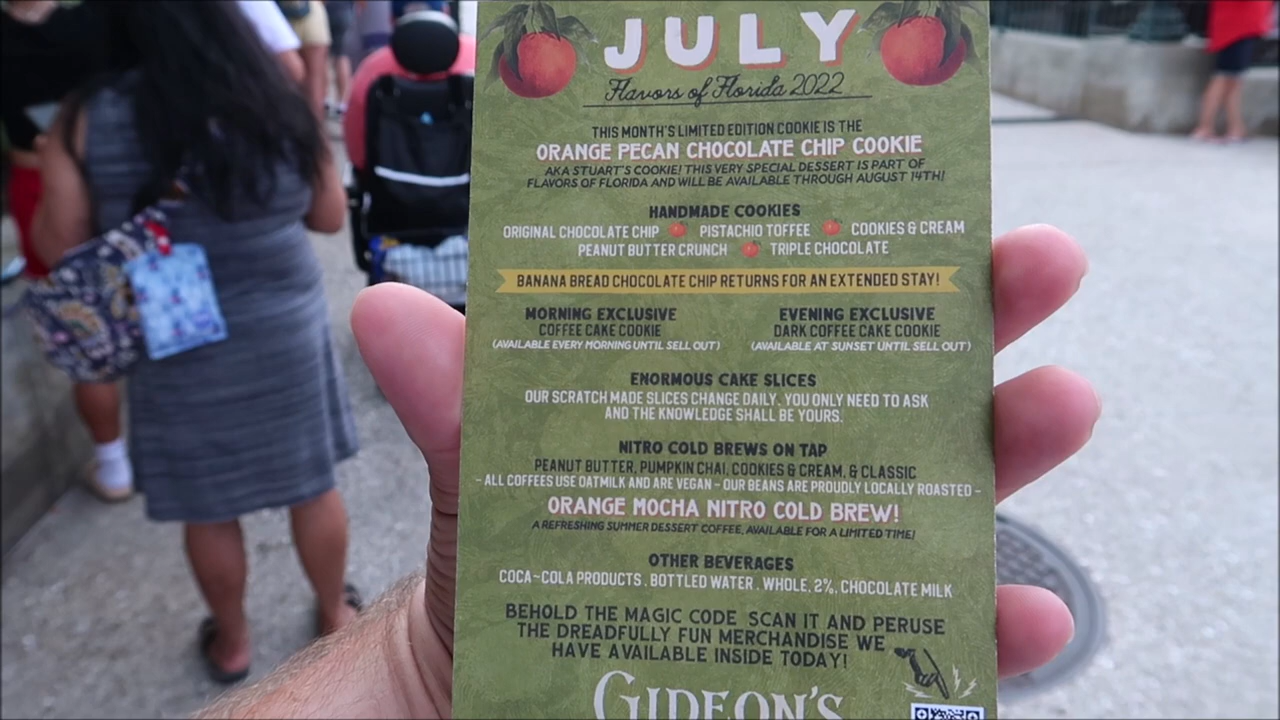 JULY
Flavors of Florida 2022
THIS MONTH'S LIMITED EDITION COOKIE IS THE
ORANGE PECAN CHOCOLATE CHIP COOKIE
AKA STUART'S COOKIE! THIS VERY SPECIAL DESSERT IS PART OF
FLAVORS OF FLORIDA AND WILL BE AVAILABLE THROUGH AUGUST 14TH!
HANDMADE COOKIES
ORIGINAL CHOCOLATE CHIP PISTACHIO TOFFEE COOKIES & CREAM
PEANUT BUTTER CRUNCH TRIPLE CHOCOLATE
BANANA BREAD CHOCOLATE CHIP RETURNS FOR AN EXTENDED STAY!
MORNING EXCLUSIVE
COFFEE CAKE COOKIE
(AVAILABLE EVERY MORNING UNTIL SELL OUT)
EVENING EXCLUSIVE
DARK COFFEE CAKE COOKIE
(AVAILABLE AT SUNSET UNTIL SELL OUT)
ENORMOUS CAKE SLICES
OUR SCRATCH MADE SLICES CHANGE DAILY. YOU ONLY NEED TO ASK
AND THE KNOWLEDGE SHALL BE YOURS.
NITRO COLD BREWS ON TAP
PEANUT BUTTER, PUMPKIN CHAI, COOKIES & CREAM, & CLASSIC
- ALL COFFEES USE OATMILK AND ARE VEGAN - OUR BEANS ARE PROUDLY LOCALLY ROASTED -
ORANGE MOCHA NITRO COLD BREW!
A REFRESHING SUMMER DESSERT COFFEE, AVAILABLE FOR A LIMITED TIME!
OTHER BEVERAGES
COCA~COLA PRODUCTS . BOTTLED WATER . WHOLE, 2%, CHOCOLATE MILK
BEHOLD THE MAGIC CODE SCAN IT AND PERUSE
THE DREADFULLY FUN MERCHANDISE WE
HAVE AVAILABLE INSIDE TODAY!
GIDEON'S